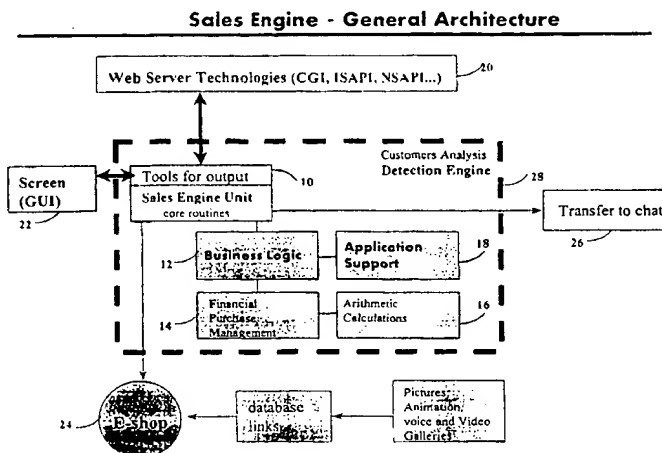 Sales Engine - General Architecture
Web Server Technologies (CGI, ISAPI, NSAPI...)
20
Customers Analysis
Detection Engine
28
Screen
(GUI)
22
Tools for output
10
Sales Engine Unit
core routines
Transfer to chat
26
12
Business Logic
Application
Support
18
14
Financial
Purchase
Management
Arithmetic
Calculations
16
24
E-shop
database
links
Pictures
Animation,
voice and Video
Galleries